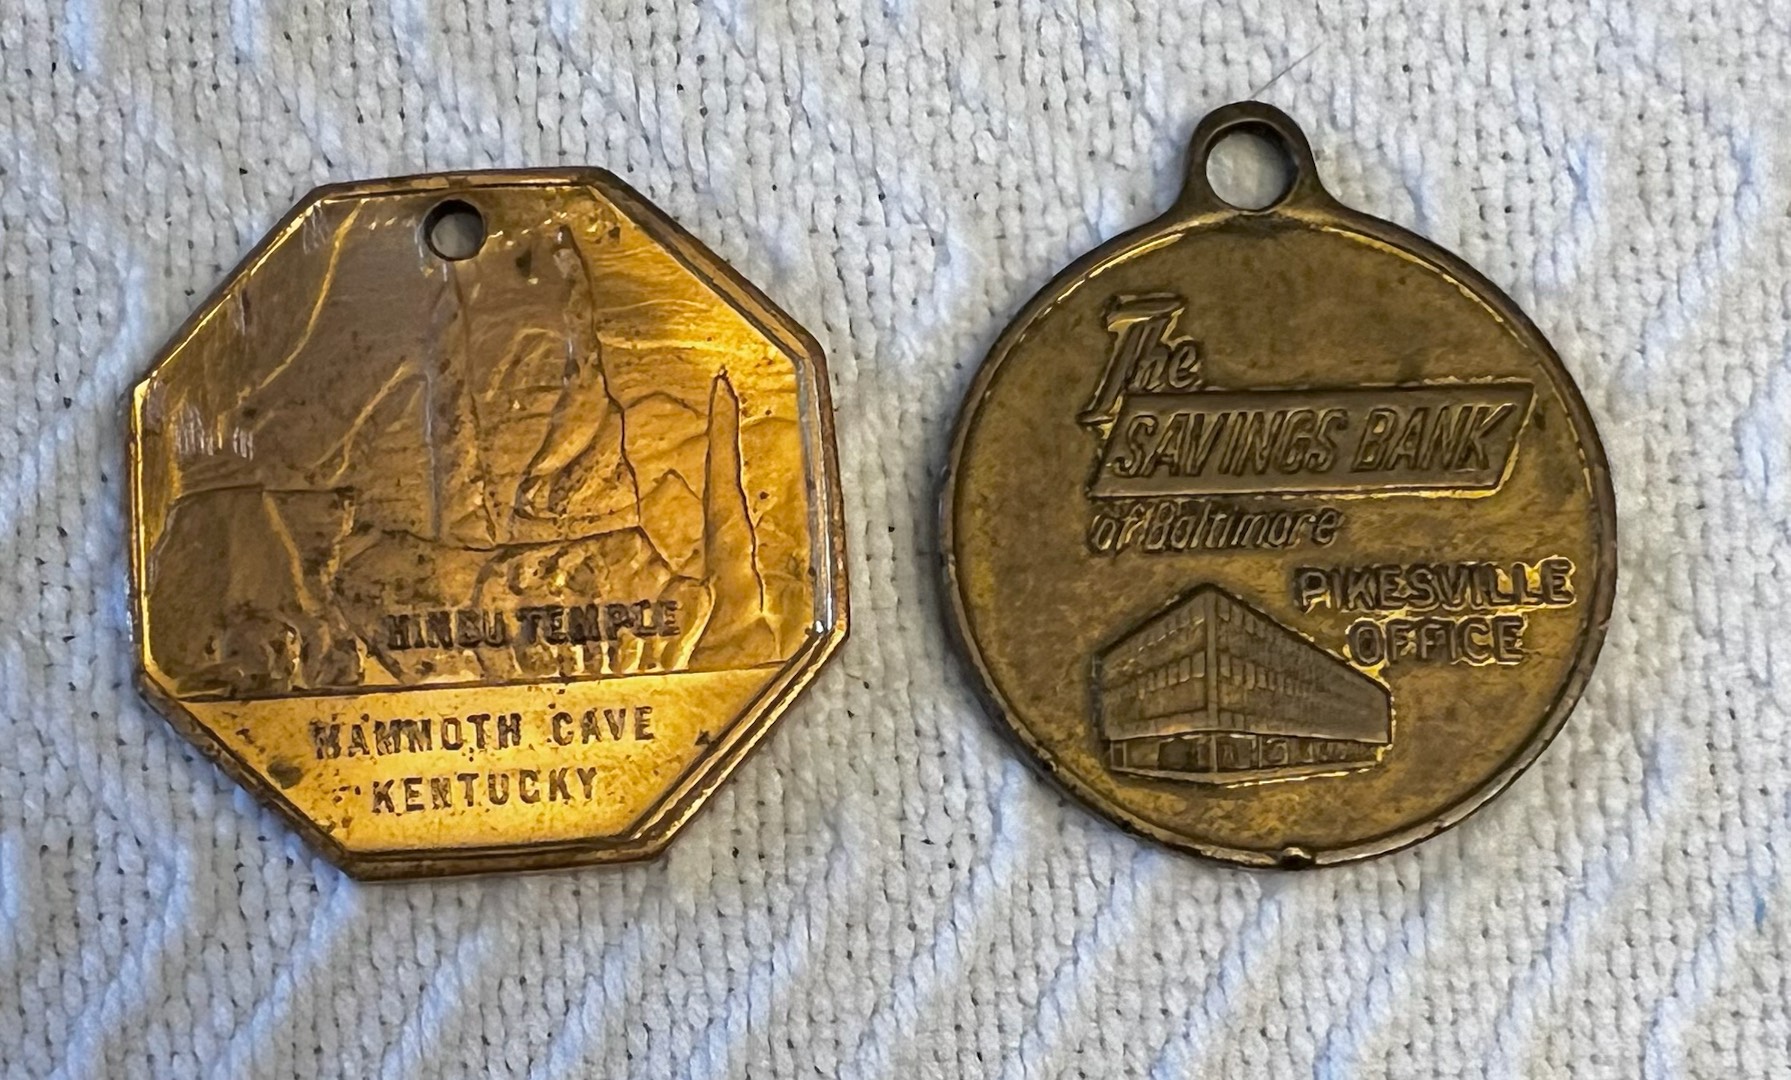 HINDU TEMPLE
MAMMOTH CAVE
KENTUCKY
The
SAVINGS BANK
of Baltimore
PIKESVILLE
OFFICE